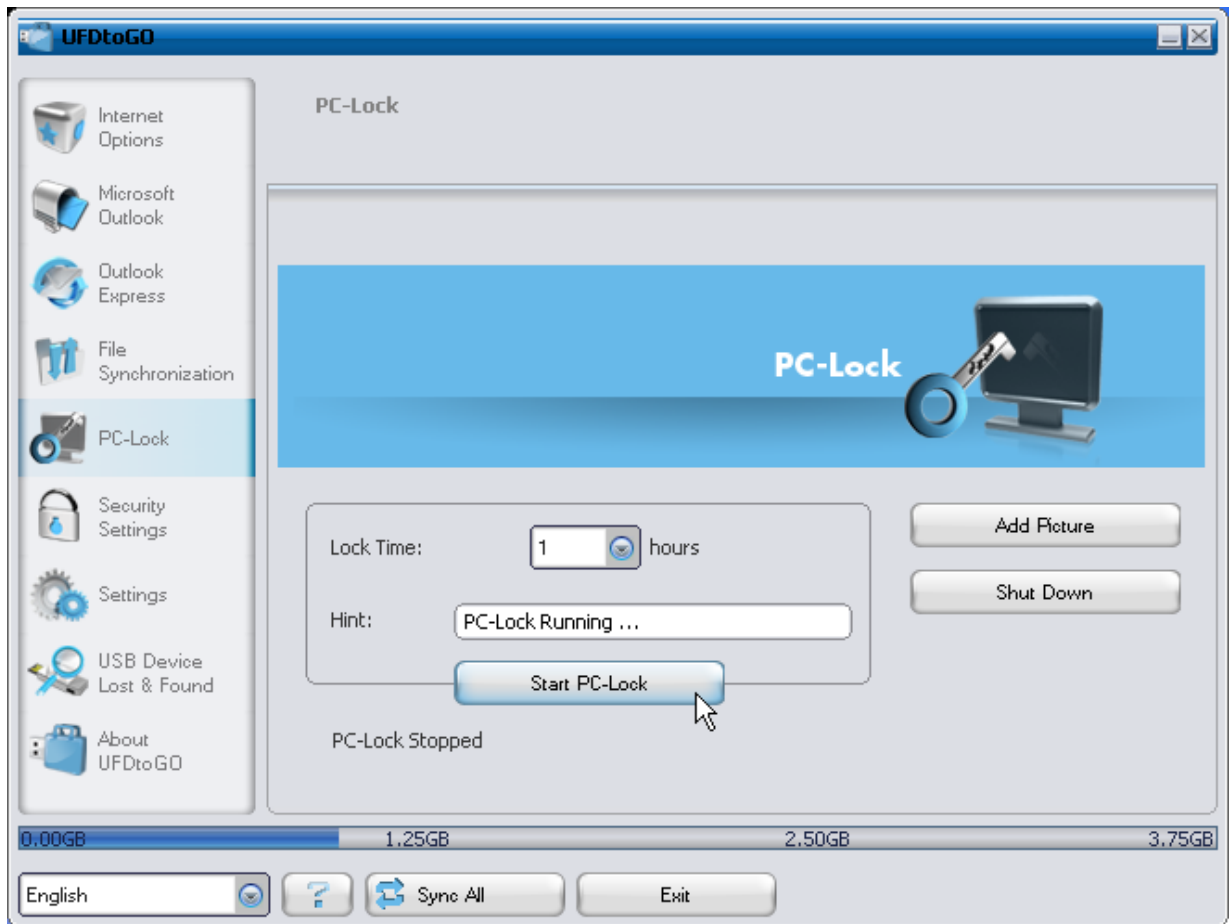 UFDtoGO
Internet
Options
Microsoft
Outlook
Outlook
Express
File
Synchronization
PC-Lock
Security
Settings
Settings
USB Device
Lost & Found
About
UFDtoGO
PC-Lock
PC-Lock
Lock Time:
1
hours
Hint:
PC-Lock Running ...
Start PC-Lock
PC-Lock Stopped
Add Picture
Shut Down
0.00GB 1.25GB 2.50GB 3.75GB
English
?
Sync All
Exit